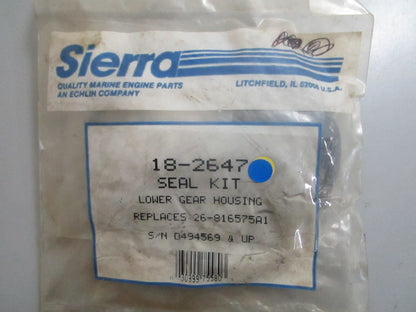 Sierra
QUALITY MARINE ENGINE PARTS
AN ECHLIN COMPANY
LITCHFIELD, IL U.S.A.
18-2647
SEAL KIT
LOWER GEAR HOUSING
REPLACES 26-816575A1
S/N 0494569 & UP